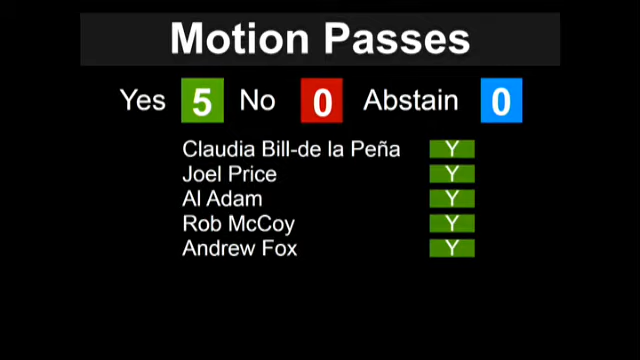 Motion Passes
Yes 5 No 0 Abstain 0
Claudia Bill-de la Peña Y
Joel Price Y
Al Adam Y
Rob McCoy Y
Andrew Fox Y